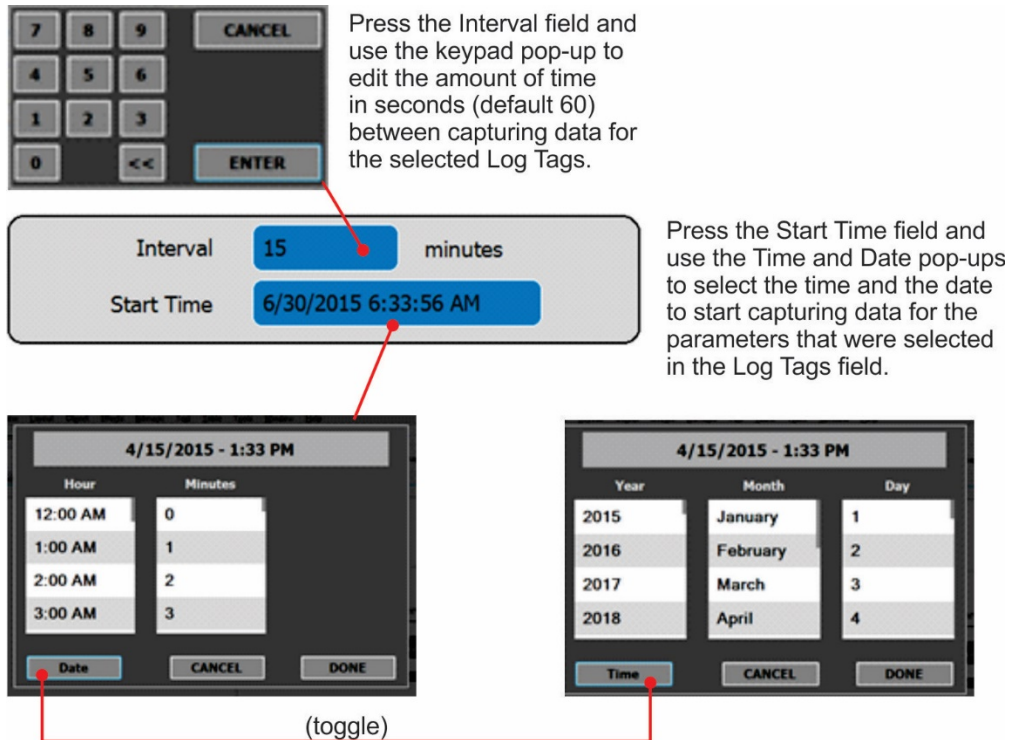 7 8 9 CANCEL
4 5 6
1 2 3
0 << ENTER
Press the Interval field and
use the keypad pop-up to
edit the amount of time
in seconds (default 60)
between capturing data for
the selected Log Tags.
Interval 15 minutes
Start Time 6/30/2015 6:33:56 AM
Press the Start Time field and
use the Time and Date pop-ups
to select the time and the date
to start capturing data for the
parameters that were selected
in the Log Tags field.
4/15/2015 - 1:33 PM
Hour Minutes
12:00 AM 0
1:00 AM 1
2:00 AM 2
3:00 AM 3
Date CANCEL DONE
4/15/2015 - 1:33 PM
Year Month Day
2015 January 1
2016 February 2
2017 March 3
2018 April 4
Time CANCEL DONE
(toggle)